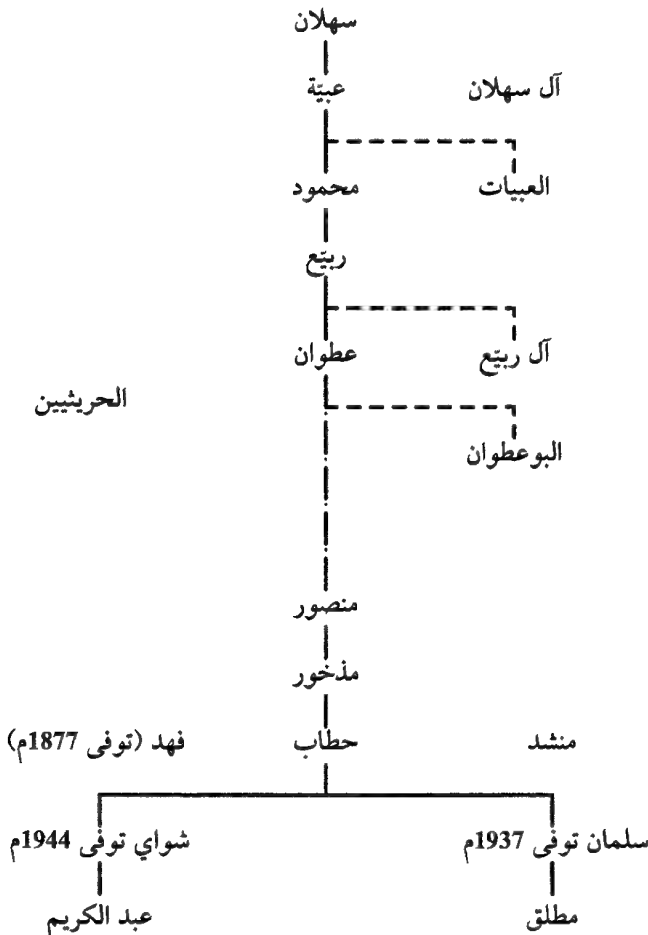 سهلان
آل سهلان
عبيّة
العبيات
محمود
ربيّع
آل ربيّع
عطوان
الحريثيين
البوعطوان
منصور
مذخور
منشد
حطاب
فهد (توفى 1877م)
سلمان توفى 1937م
شواي توفى 1944م
مطلق
عبد الكريم